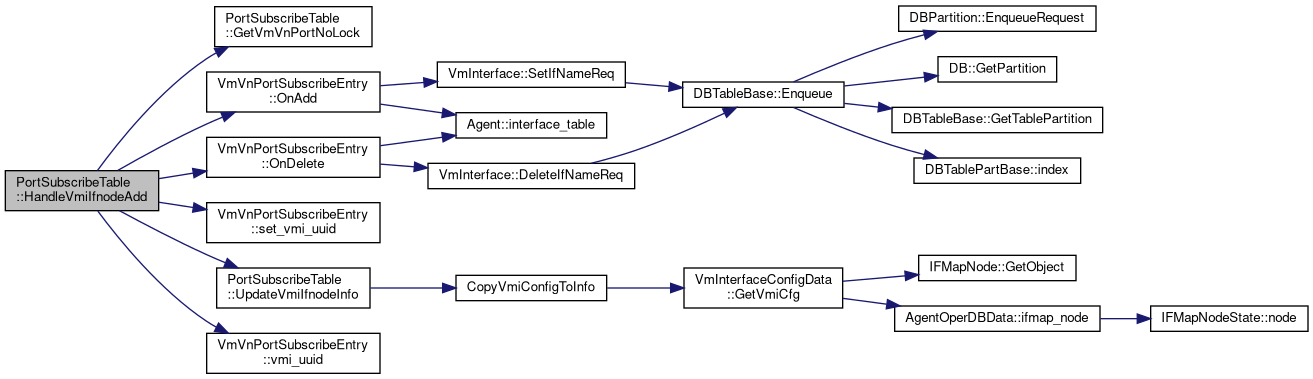 PortSubscribeTable
::HandleVmiIfnodeAdd
PortSubscribeTable
::GetVmVnPortNoLock
VmVnPortSubscribeEntry
::OnAdd
VmVnPortSubscribeEntry
::OnDelete
VmVnPortSubscribeEntry
::set_vmi_uuid
PortSubscribeTable
::UpdateVmiIfnodeInfo
VmVnPortSubscribeEntry
::vmi_uuid
VmInterface::SetIfNameReq
Agent::interface_table
VmInterface::DeleteIfNameReq
CopyVmiConfigToInfo
DBTableBase::Enqueue
VmInterfaceConfigData
::GetVmiCfg
DBPartition::EnqueueRequest
DB::GetPartition
DBTableBase::GetTablePartition
DBTablePartBase::index
IFMapNode::GetObject
AgentOperDBData::ifmap_node
IFMapNodeState::node